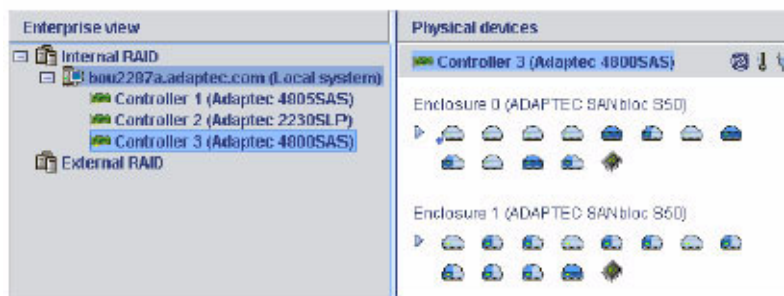 Enterprise view
Internal RAID
bou2287a.adaptec.com (Local system)
Controller 1 (Adaptec 4805SAS)
Controller 2 (Adaptec 2230SLP)
Controller 3 (Adaptec 4800SAS)
External RAID
Physical devices
Controller 3 (Adaptec 4800SAS)
Enclosure 0 (ADAPTEC SANbloc S50)
Enclosure 1 (ADAPTEC SANbloc S50)